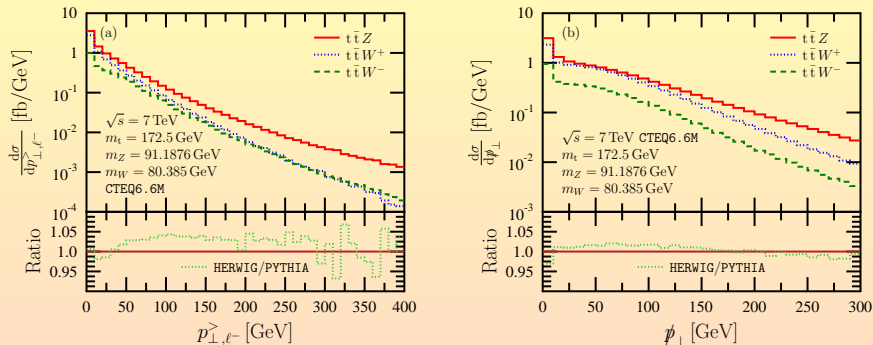 (a)
tt̄Z
tt̄W⁺
tt̄W⁻
dσ/dp^>_{⊥,ℓ⁻} [fb/GeV]
10
1
10⁻¹
10⁻²
10⁻³
10⁻⁴
√s = 7 TeV
m_t = 172.5 GeV
m_Z = 91.1876 GeV
m_W = 80.385 GeV
CTEQ6.6M
Ratio
1.05
1.0
0.95
HERWIG/PYTHIA
0 50 100 150 200 250 300 350 400
p^>_{⊥,ℓ⁻} [GeV]
(b)
tt̄Z
tt̄W⁺
tt̄W⁻
dσ/dp̸_⊥ [fb/GeV]
10
1
10⁻¹
10⁻²
10⁻³
√s = 7 TeV CTEQ6.6M
m_t = 172.5 GeV
m_Z = 91.1876 GeV
m_W = 80.385 GeV
Ratio
1.05
1.0
0.95
HERWIG/PYTHIA
0 50 100 150 200 250 300
p̸_⊥ [GeV]